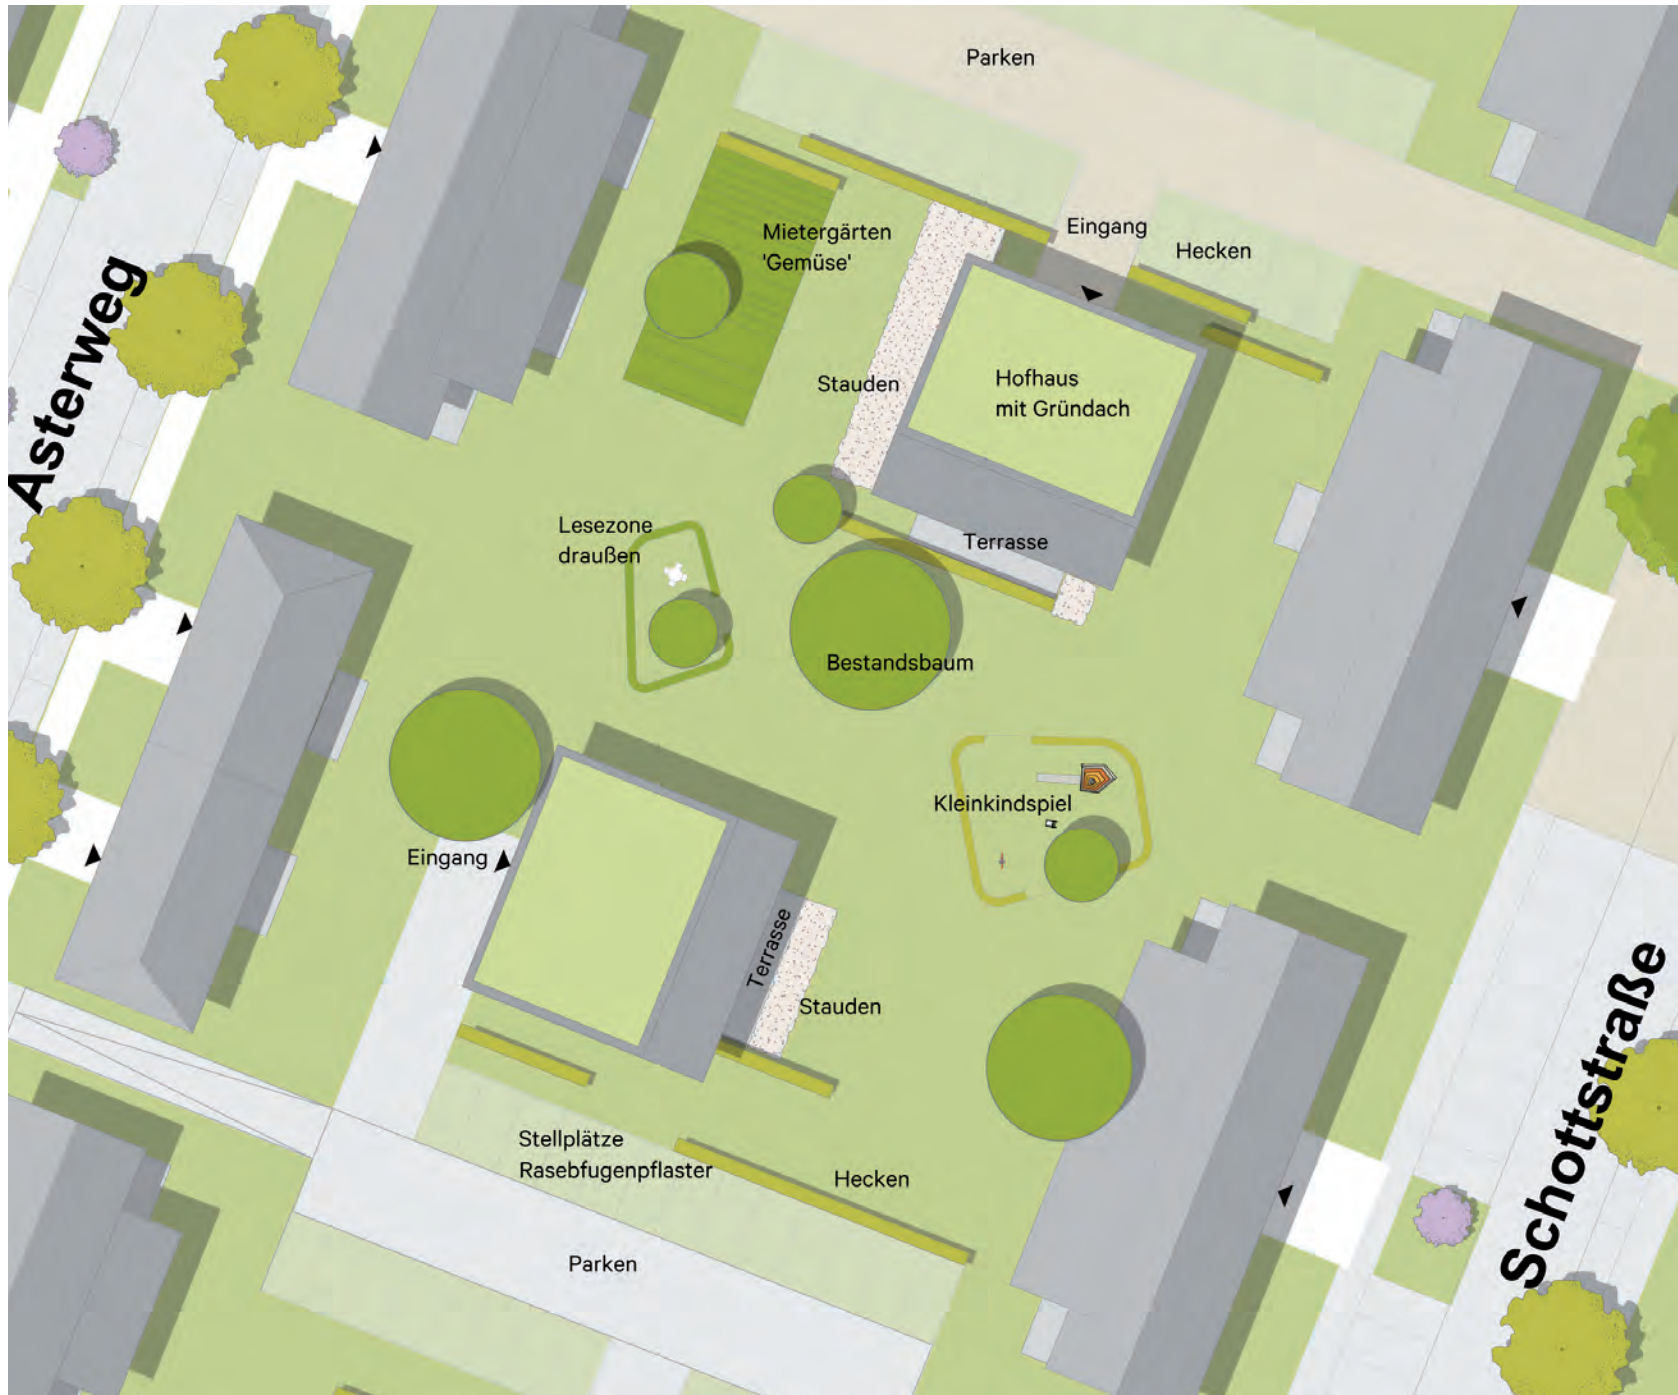 Parken
Eingang
Hecken
Mietergärten
'Gemüse'
Asterweg
Stauden
Hofhaus
mit Gründach
Lesezone
draußen
Terrasse
Bestandsbaum
Kleinkindspiel
Eingang
Terrasse
Stauden
Schottstraße
Stellplätze
Rasebfugenpflaster
Hecken
Parken